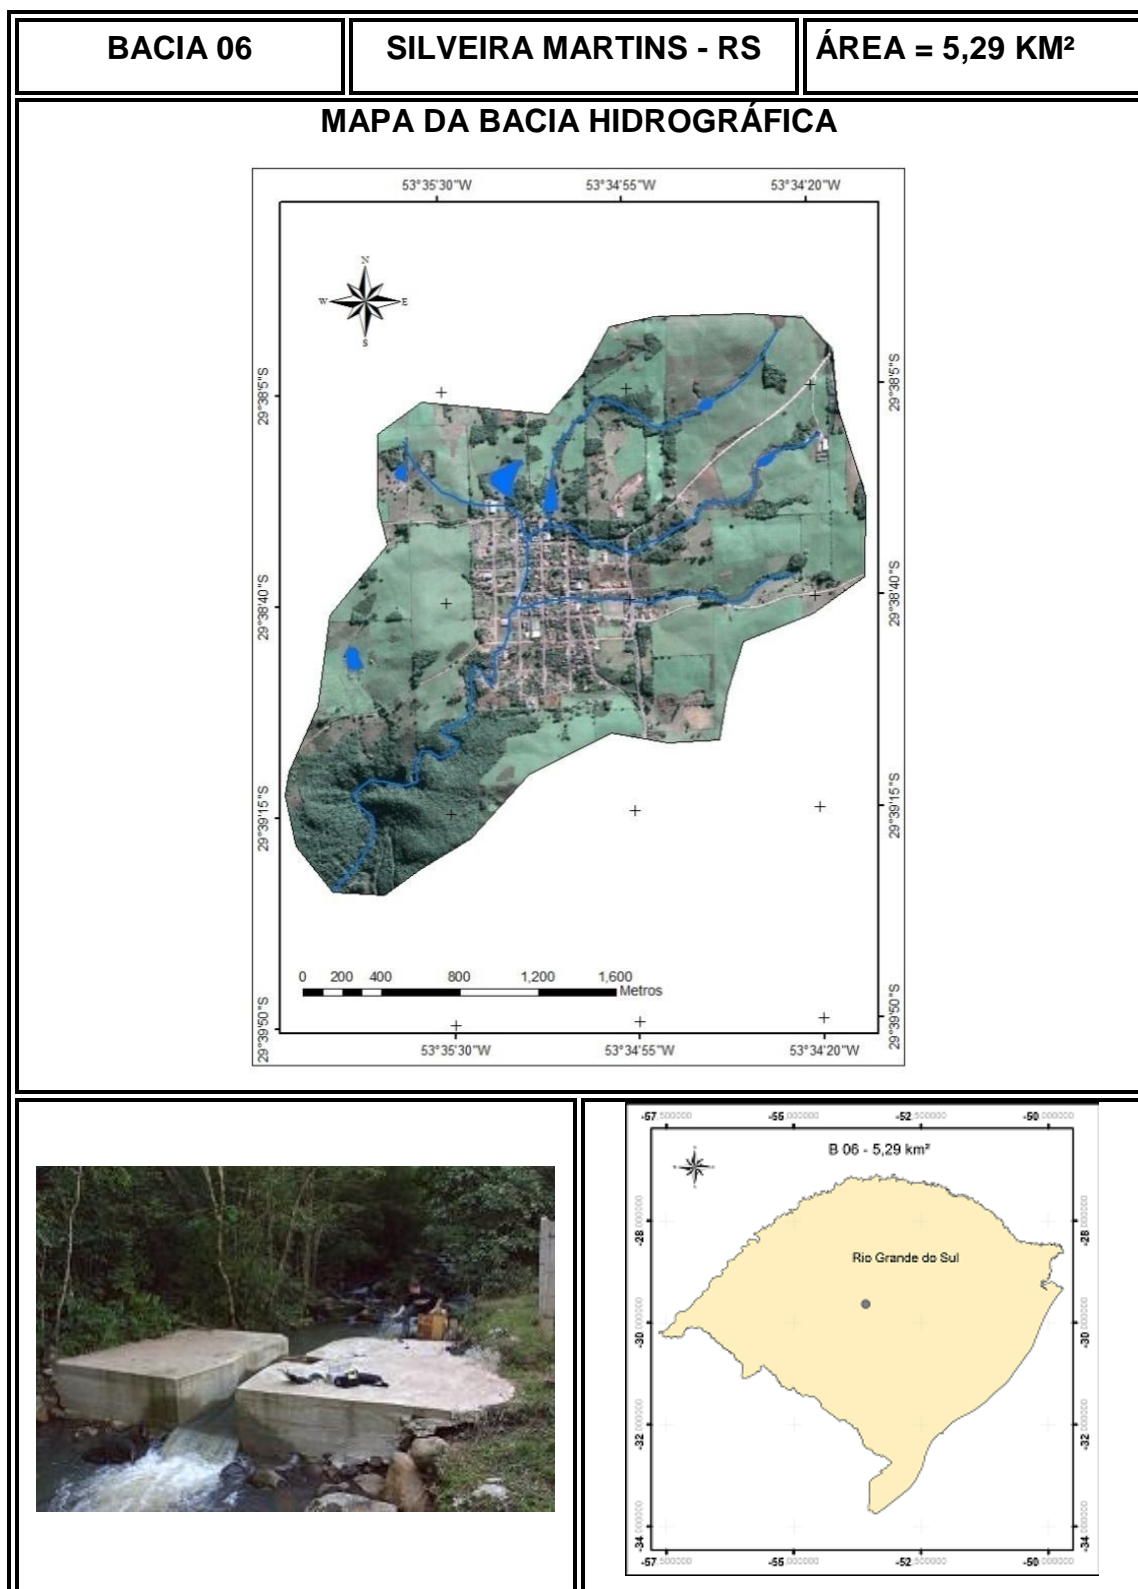 BACIA 06
SILVEIRA MARTINS - RS
ÁREA = 5,29 KM²
MAPA DA BACIA HIDROGRÁFICA
53°35'30"W 53°34'55"W 53°34'20"W
N
W E
S
29°38'5"S 29°38'5"S
29°38'40"S 29°38'40"S
29°39'15"S 29°39'15"S
0 200 400 800 1,200 1,600
Metros
29°39'50"S 29°39'50"S
53°35'30"W 53°34'55"W 53°34'20"W
-57,500000 -55,000000 -52,500000 -50,000000
B 06 - 5,29 km²
-28,000000 -28,000000
Rio Grande do Sul
-30,000000 -30,000000
-32,000000 -32,000000
-34,000000 -34,000000
-57,500000 -55,000000 -52,500000 -50,000000